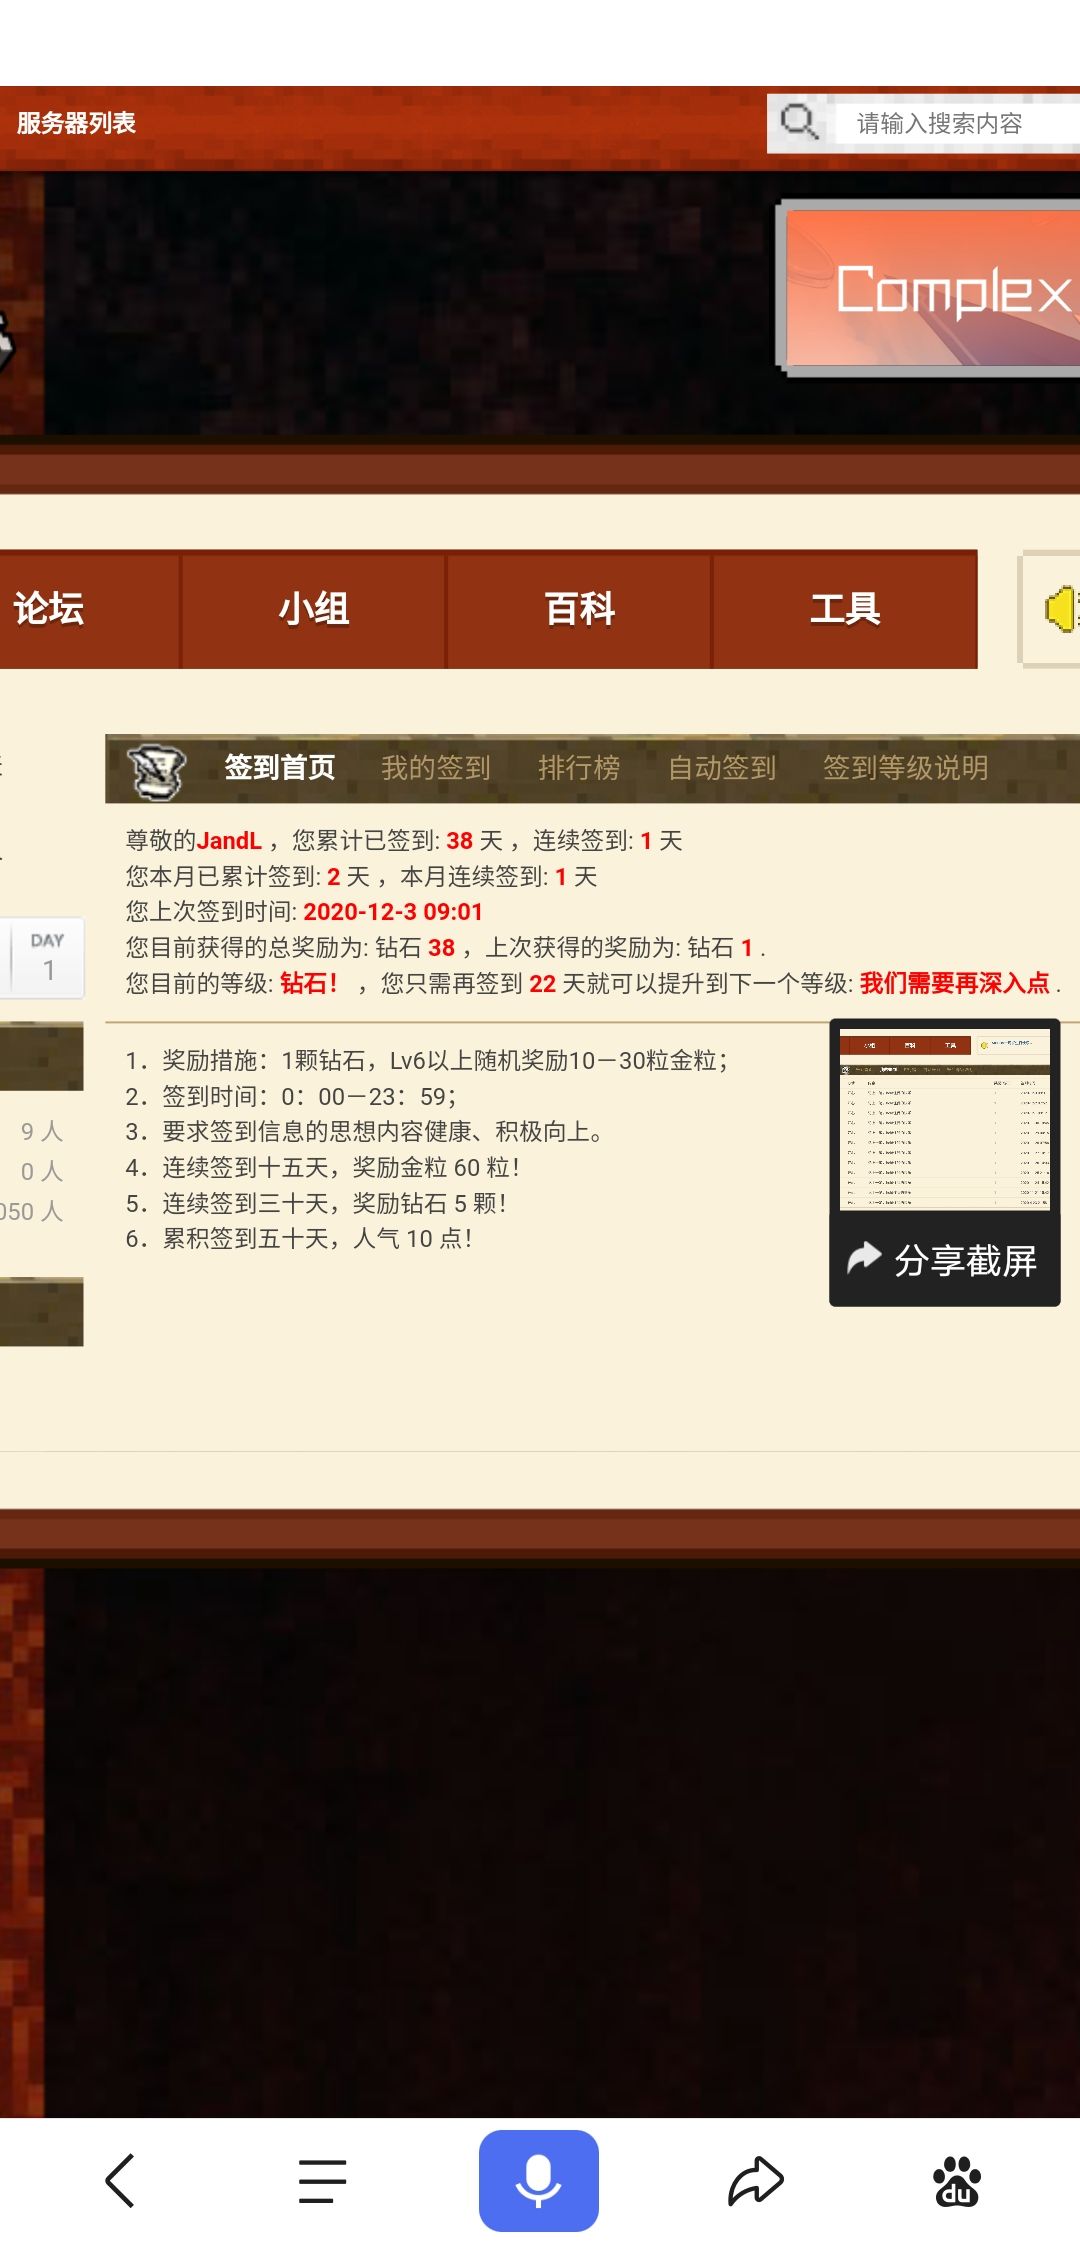 服务器列表
请输入搜索内容
Complex
论坛
小组
百科
工具
签到首页 我的签到 排行榜 自动签到 签到等级说明
尊敬的JandL ，您累计已签到: 38 天 ，连续签到: 1 天
您本月已累计签到: 2 天 ，本月连续签到: 1 天
您上次签到时间: 2020-12-3 09:01
您目前获得的总奖励为: 钻石 38 ，上次获得的奖励为: 钻石 1 .
您目前的等级: 钻石！ ，您只需再签到 22 天就可以提升到下一个等级: 我们需要再深入点 .
DAY
1
1．奖励措施：1颗钻石，Lv6以上随机奖励10－30粒金粒；
2．签到时间：0：00－23：59；
3．要求签到信息的思想内容健康、积极向上。
4．连续签到十五天，奖励金粒 60 粒！
5．连续签到三十天，奖励钻石 5 颗！
6．累积签到五十天，人气 10 点！
9 人
0 人
050 人
小组 百科 工具
分享截屏
du